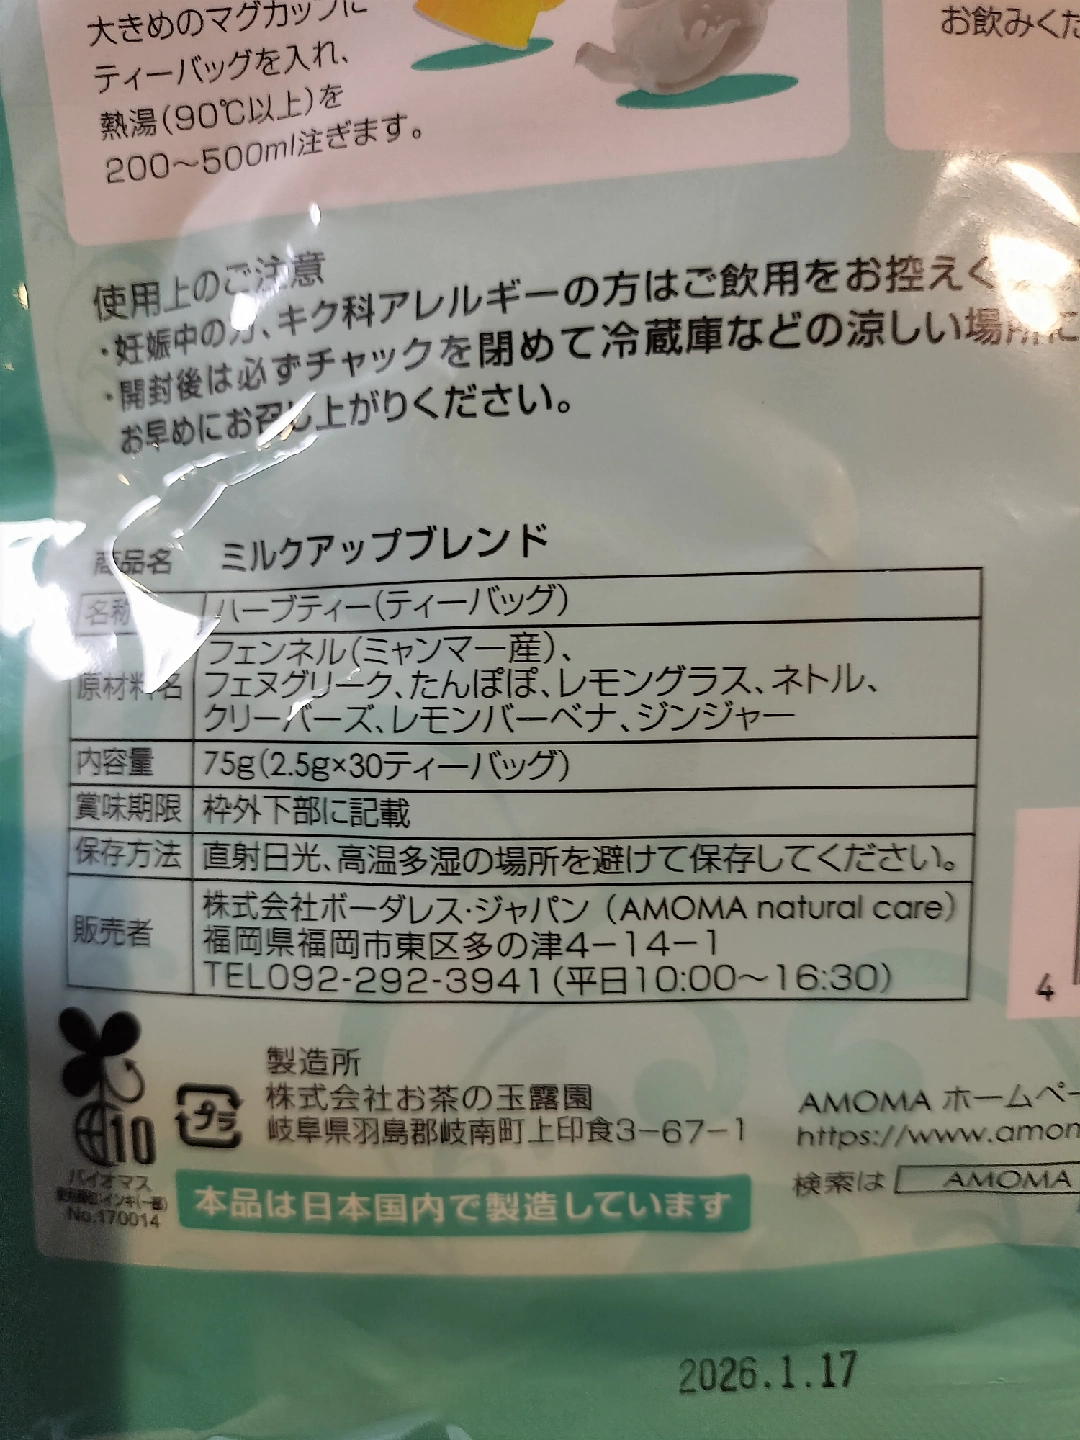 大きめのマグカップに
ティーバッグを入れ、
熱湯(90℃以上)を
200〜500ml注ぎます。
お飲みくだ
使用上のご注意
・妊娠中の方、キク科アレルギーの方はご飲用をお控えく
・開封後は必ずチャックを閉めて冷蔵庫などの涼しい場所に
お早めにお召し上がりください。
商品名 ミルクアップブレンド
名称 ハーブティー(ティーバッグ)
原材料名 フェンネル(ミャンマー産)、
フェヌグリーク、たんぽぽ、レモングラス、ネトル、
クリーバーズ、レモンバーベナ、ジンジャー
内容量 75g(2.5g×30ティーバッグ)
賞味期限 枠外下部に記載
保存方法 直射日光、高温多湿の場所を避けて保存してください。
販売者 株式会社ボーダレス・ジャパン(AMOMA natural care)
福岡県福岡市東区多の津4-14-1
TEL092-292-3941(平日10:00〜16:30)
4
製造所
株式会社お茶の玉露園
岐阜県羽島郡岐南町上印食3-67-1
10
プラ
バイオマス
No.170014
本品は日本国内で製造しています
AMOMA ホームペー
https://www.amom
検索は AMOMA
2026.1.17